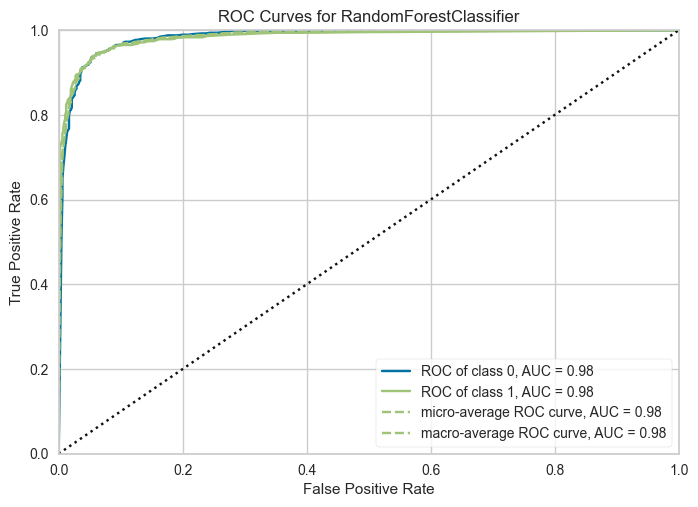 ROC Curves for RandomForestClassifier
1.0
0.8
0.6
0.4
0.2
0.0
True Positive Rate
ROC of class 0, AUC = 0.98
ROC of class 1, AUC = 0.98
micro-average ROC curve, AUC = 0.98
macro-average ROC curve, AUC = 0.98
0.0 0.2 0.4 0.6 0.8 1.0
False Positive Rate